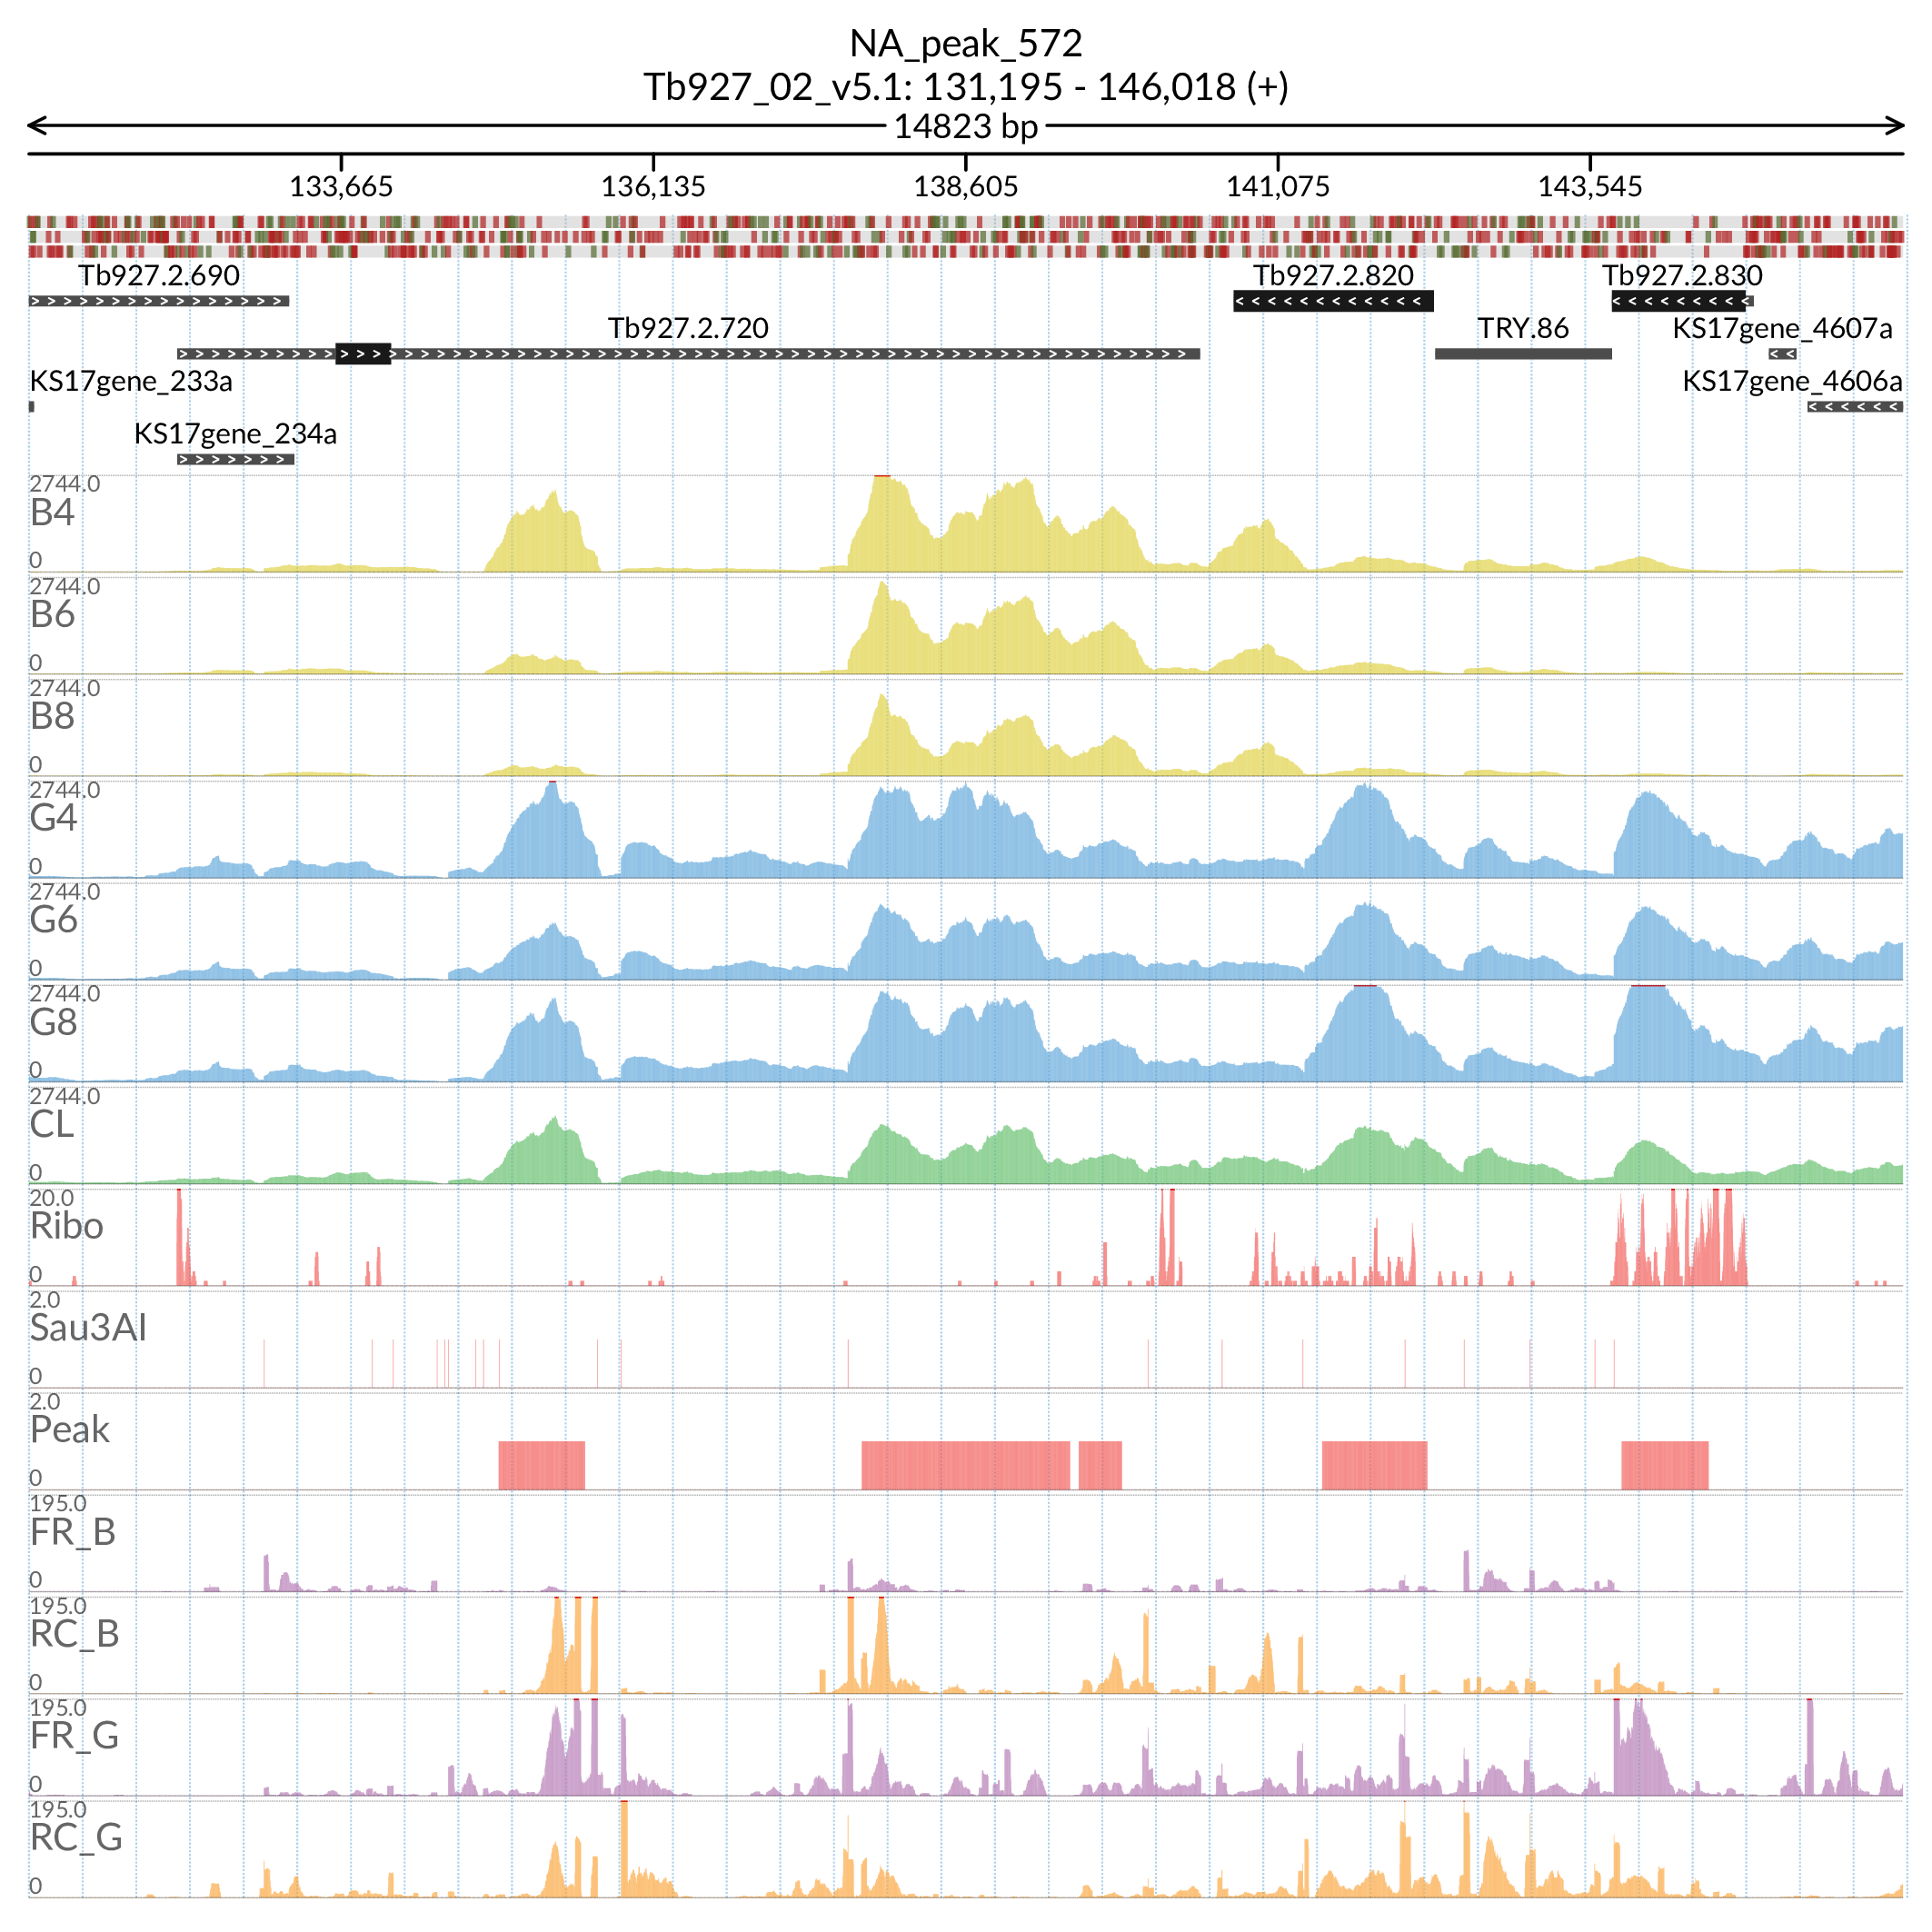 NA_peak_572
Tb927_02_v5.1: 131,195 - 146,018 (+)
14823 bp
133,665 136,135 138,605 141,075 143,545
Tb927.2.690 Tb927.2.820 Tb927.2.830
Tb927.2.720 TRY.86 KS17gene_4607a
KS17gene_233a KS17gene_4606a
KS17gene_234a
2744.0
B4
0
2744.0
B6
0
2744.0
B8
0
2744.0
G4
0
2744.0
G6
0
2744.0
G8
0
2744.0
CL
0
20.0
Ribo
0
2.0
Sau3AI
0
2.0
Peak
0
195.0
FR_B
0
195.0
RC_B
0
195.0
FR_G
0
195.0
RC_G
0